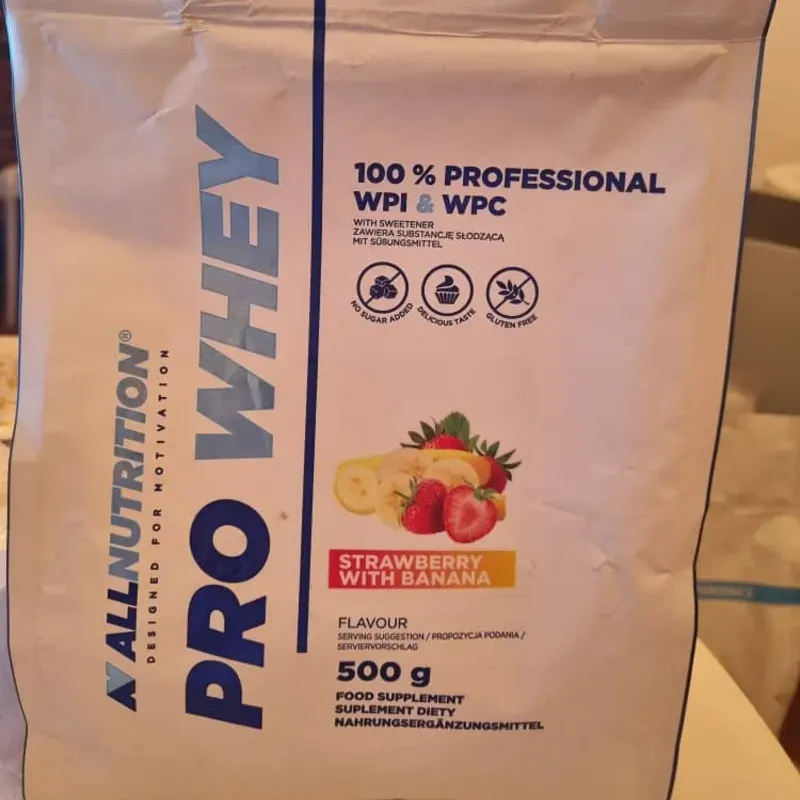 ALLNUTRITION®
DESIGNED FOR MOTIVATION
PRO WHEY
100 % PROFESSIONAL
WPI & WPC
WITH SWEETENER
ZAWIERA SUBSTANCJĘ SŁODZĄCĄ
MIT SÜßUNGSMITTEL
NO SUGAR ADDED
DELICIOUS TASTE
GLUTEN FREE
STRAWBERRY
WITH BANANA
FLAVOUR
SERVING SUGGESTION / PROPOZYCJA PODANIA /
SERVIERVORSCHLAG
500 g
FOOD SUPPLEMENT
SUPLEMENT DIETY
NAHRUNGSERGÄNZUNGSMITTEL